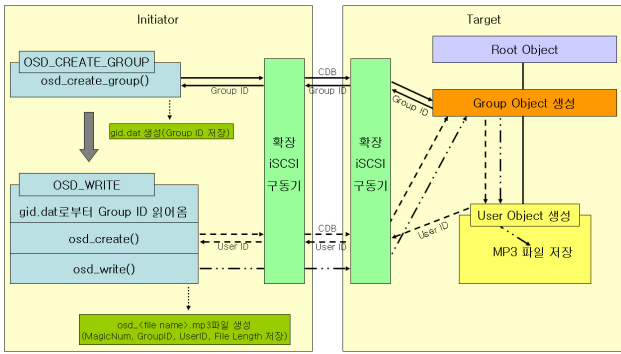 Initiator
Target
OSD_CREATE_GROUP
osd_create_group()
Group ID
CDB
Group ID
Group ID
Root Object
Group Object 생성
gid.dat 생성(Group ID 저장)
확장
iSCSI
구동기
확장
iSCSI
구동기
OSD_WRITE
gid.dat로부터 Group ID 읽어옴
osd_create()
osd_write()
User ID
CDB
User ID
User ID
User Object 생성
MP3 파일 저장
osd_<file name>.mp3파일 생성
(MagicNum, GroupID, UserID, File Length 저장)